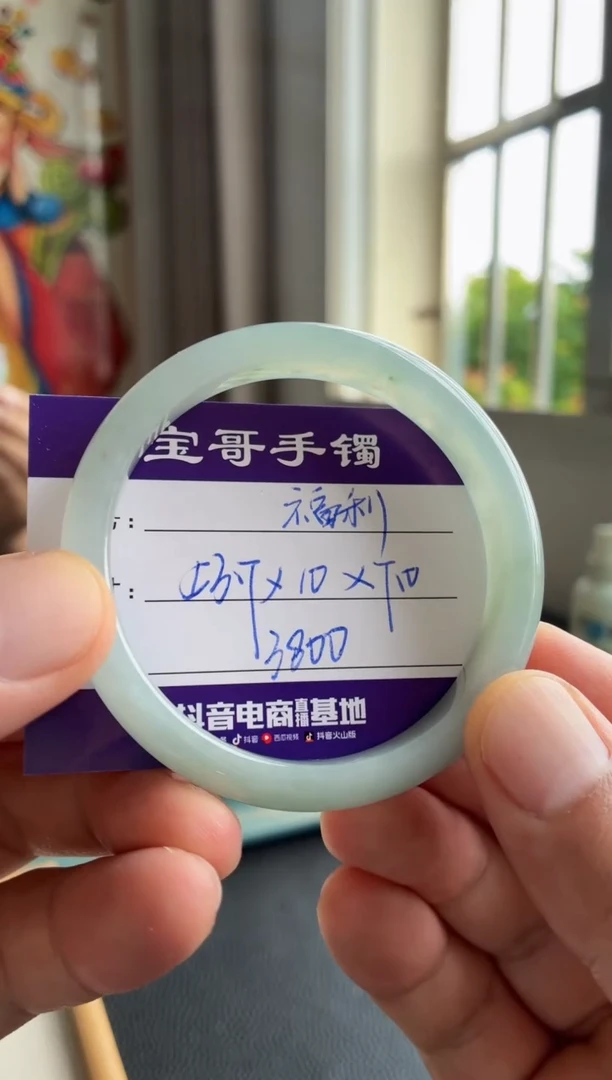 宝哥手镯
：福利
：
3800
抖音电商直播基地
抖音 西瓜视频 抖音火山版